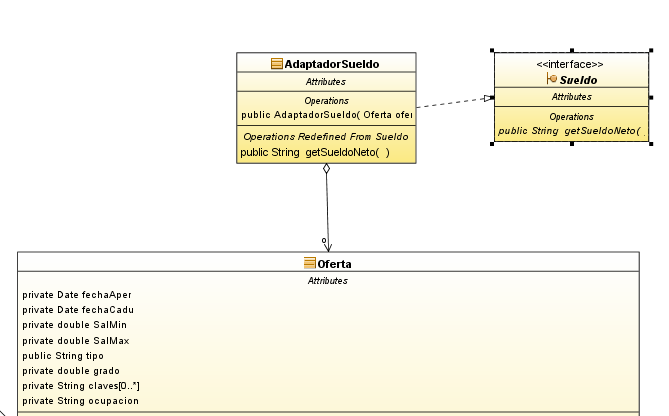 AdaptadorSueldo
Attributes
Operations
public AdaptadorSueldo( Oferta ofer
Operations Redefined From Sueldo
public String getSueldoNeto( )
<<interface>>
Sueldo
Attributes
Operations
public String getSueldoNeto(
o
Oferta
Attributes
private Date fechaAper
private Date fechaCadu
private double SalMin
private double SalMax
public String tipo
private double grado
private String claves[0..*]
private String ocupacion